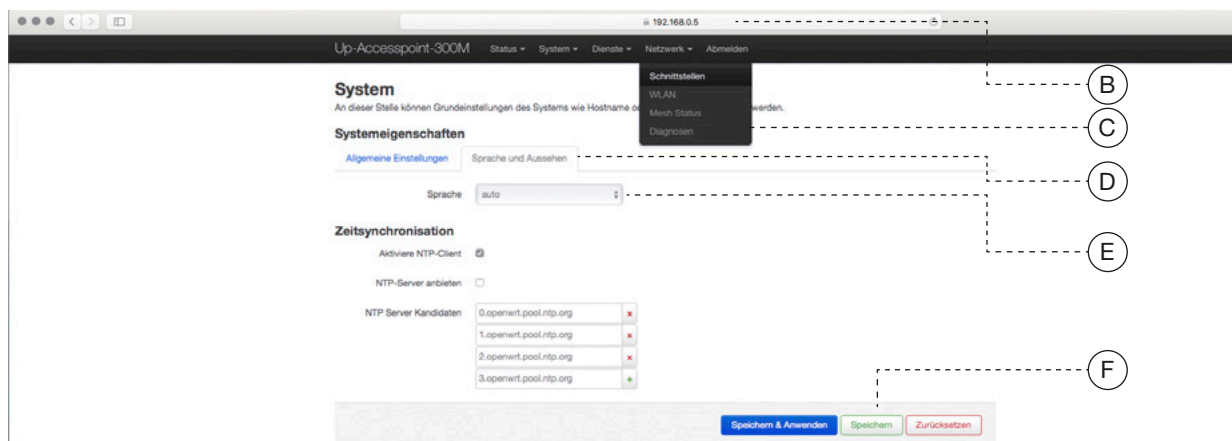 192.168.0.5
B
Up-Accesspoint-300M Status System Dienste Netzwerk Abmelden
Schnittstellen
WLAN
Mesh Status
Diagnosen
C
System
An dieser Stelle können Grundeinstellungen des Systems wie Hostname werden.
Systemeigenschaften
Allgemeine Einstellungen Sprache und Aussehen
D
Sprache auto
E
Zeitsynchronisation
Aktiviere NTP-Client
NTP-Server anbieten
NTP Server Kandidaten 0.openwrt.pool.ntp.org
1.openwrt.pool.ntp.org
2.openwrt.pool.ntp.org
3.openwrt.pool.ntp.org
F
Speichern & Anwenden Speichern Zurücksetzen